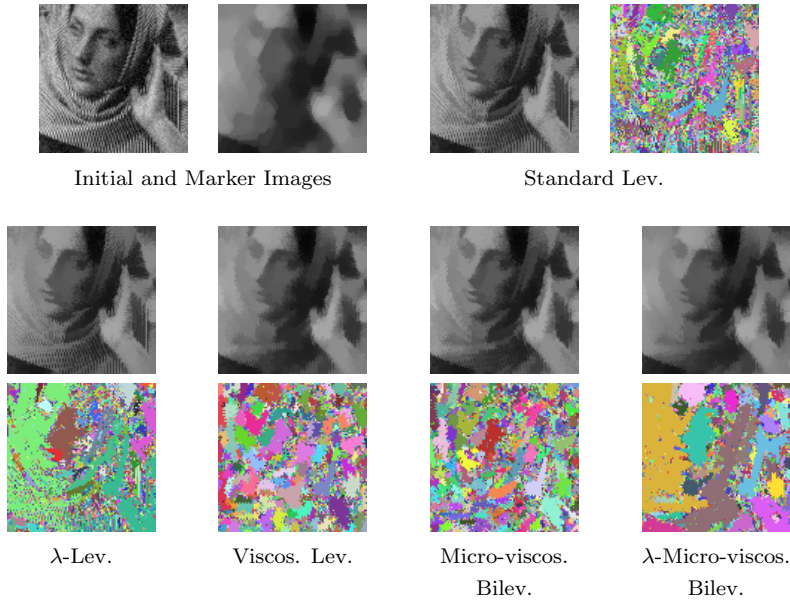 Initial and Marker Images
Standard Lev.
λ-Lev.
Viscos. Lev.
Micro-viscos.
Bilev.
λ-Micro-viscos.
Bilev.